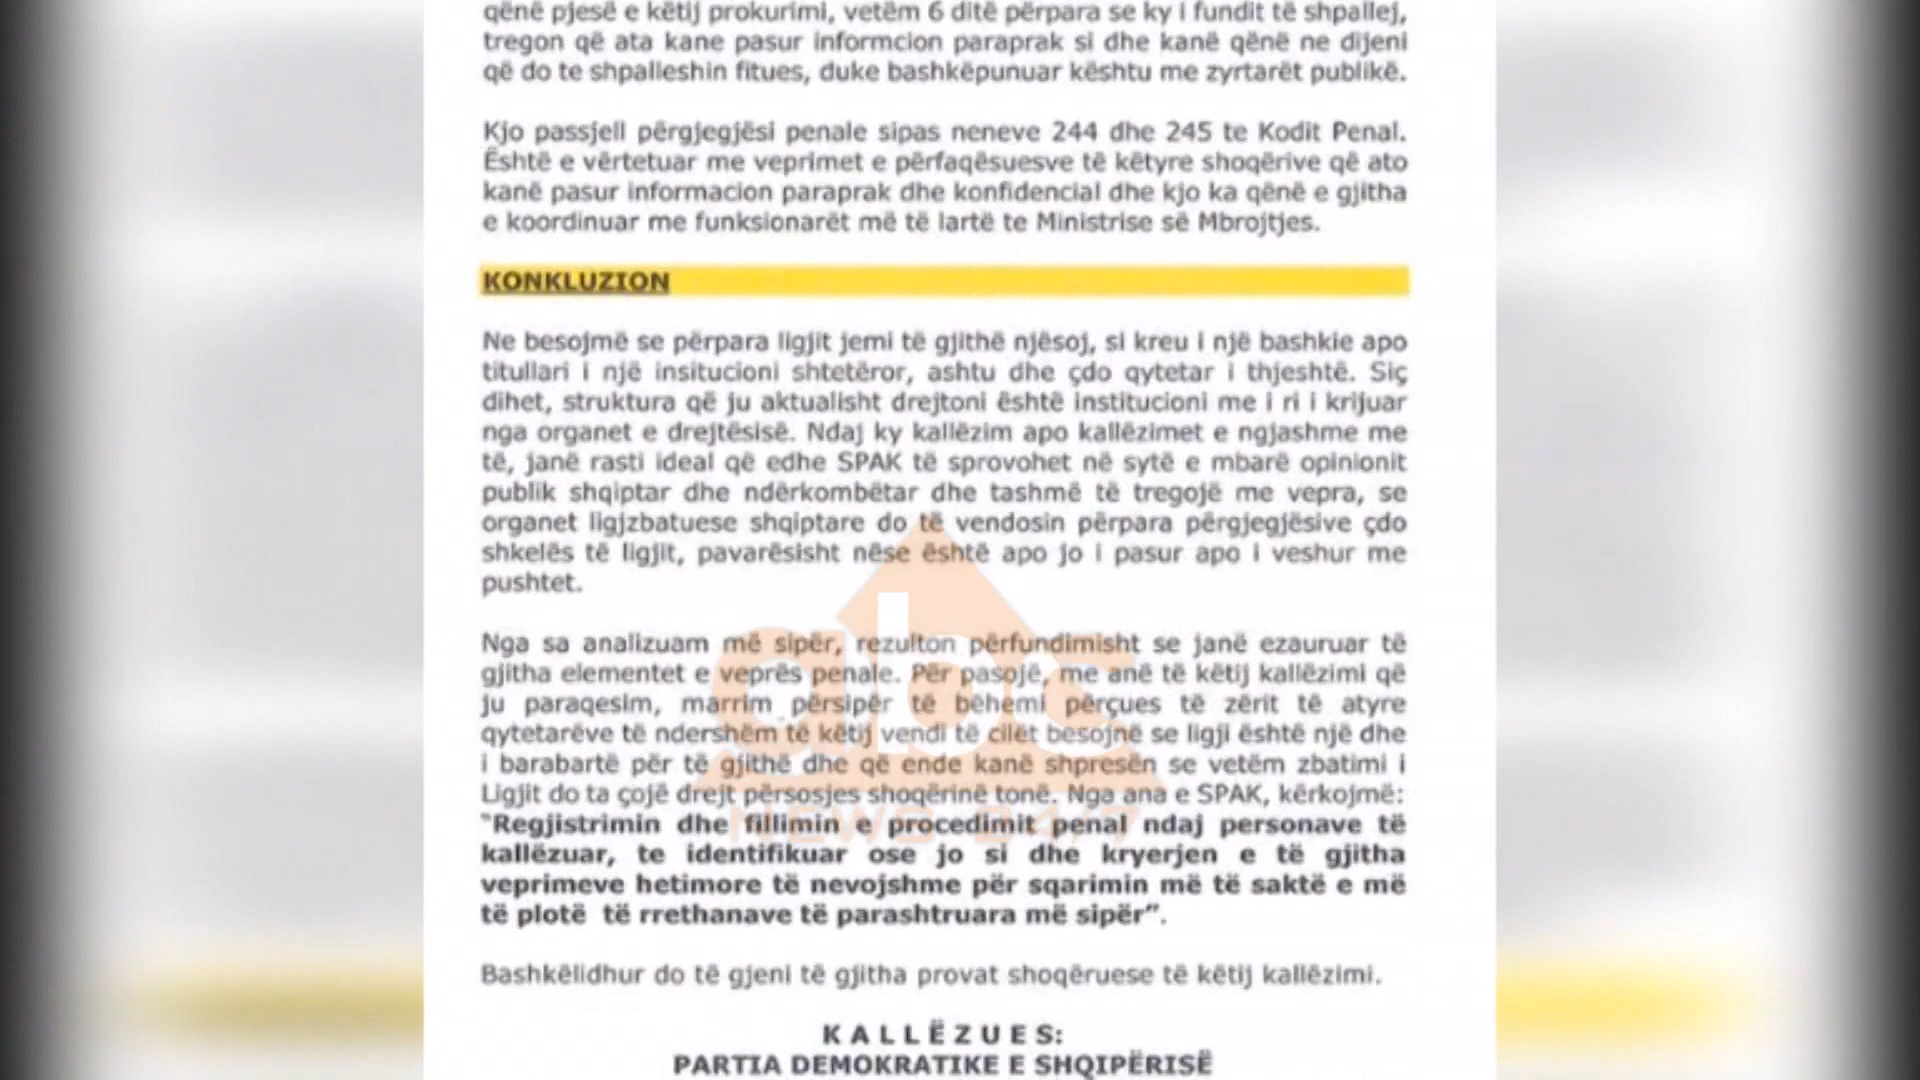 qënë pjesë e këtij prokurimi, vetëm 6 ditë përpara se ky i fundit të shpallej,
tregon që ata kane pasur informcion paraprak si dhe kanë qënë ne dijeni
që do te shpalleshin fitues, duke bashkëpunuar kështu me zyrtarët publikë.
Kjo passjell përgjegjësi penale sipas neneve 244 dhe 245 te Kodit Penal.
Është e vërtetuar me veprimet e përfaqësuesve të këtyre shoqërive që ato
kanë pasur informacion paraprak dhe konfidencial dhe kjo ka qënë e gjitha
e koordinuar me funksionarët më të lartë te Ministrise së Mbrojtjes.
KONKLUZION
Ne besojmë se përpara ligjit jemi të gjithë njësoj, si kreu i një bashkie apo
titullari i një insitucioni shtetëror, ashtu dhe çdo qytetar i thjeshtë. Siç
dihet, struktura që ju aktualisht drejtoni është institucioni me i ri i krijuar
nga organet e drejtësisë. Ndaj ky kallëzim apo kallëzimet e ngjashme me
të, janë rasti ideal që edhe SPAK të sprovohet në sytë e mbarë opinionit
publik shqiptar dhe ndërkombëtar dhe tashmë të tregojë me vepra, se
organet ligjzbatuese shqiptare do të vendosin përpara përgjegjësive çdo
shkelës të ligjit, pavarësisht nëse është apo jo i pasur apo i veshur me
pushtet.
Nga sa analizuam më sipër, rezulton përfundimisht se janë ezauruar të
gjitha elementet e veprës penale. Për pasojë, me anë të këtij kallëzimi që
ju paraqesim, marrim përsipër të bëhemi përçues të zërit të atyre
qytetarëve të ndershëm të këtij vendi të cilët besojnë se ligji është një dhe
i barabartë për të gjithë dhe që ende kanë shpresën se vetëm zbatimi i
Ligjit do ta çojë drejt përsosjes shoqërinë tonë. Nga ana e SPAK, kërkojmë:
“Regjistrimin dhe fillimin e procedimit penal ndaj personave të
kallëzuar, te identifikuar ose jo si dhe kryerjen e të gjitha
veprimeve hetimore të nevojshme për sqarimin më të saktë e më
të plotë të rrethanave të parashtruara më sipër”.
Bashkëlidhur do të gjeni të gjitha provat shoqëruese të këtij kallëzimi.
K A L L Ë Z U E S:
PARTIA DEMOKRATIKE E SHQIPËRISË
abc
NEWS 24/7